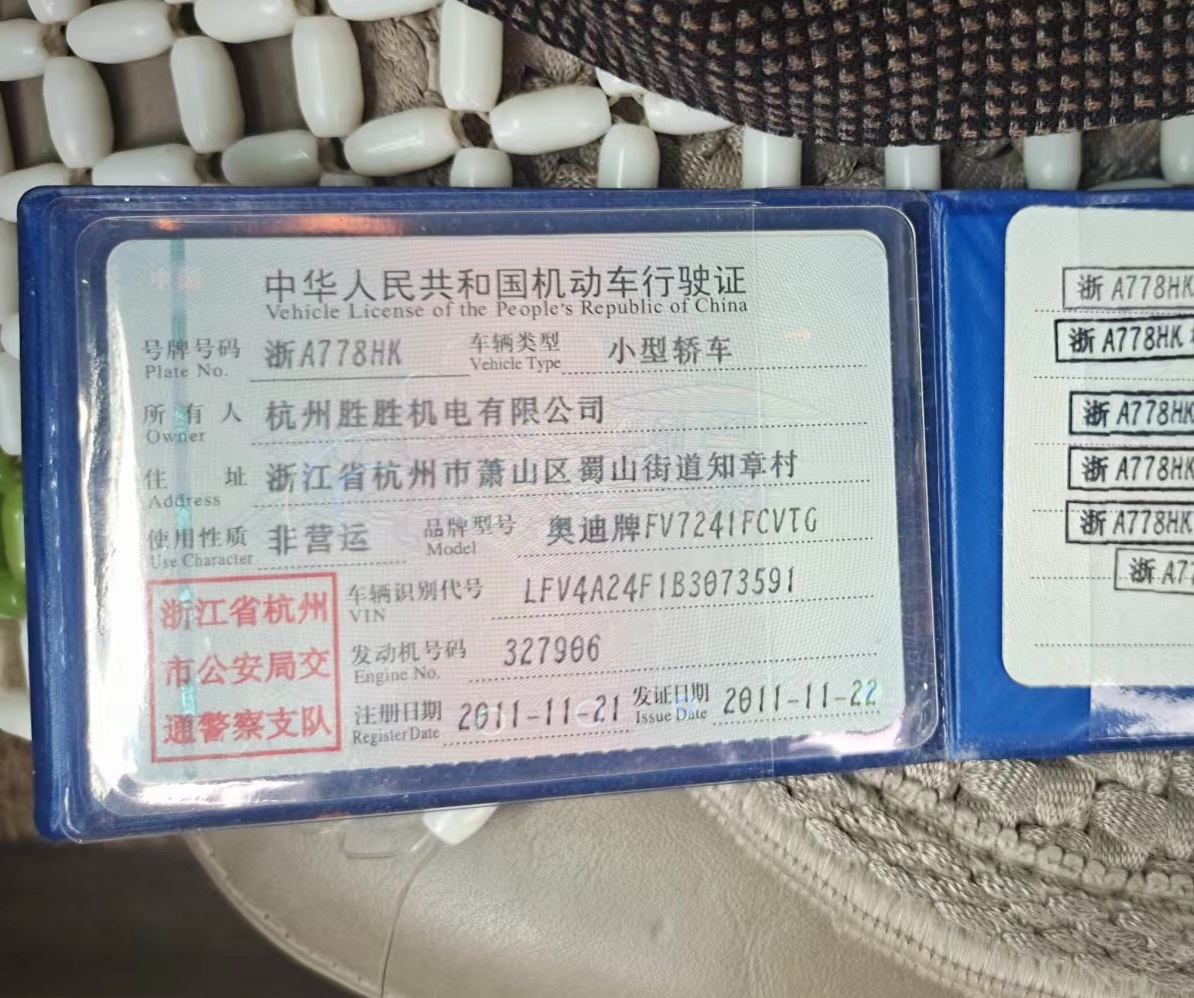 中华人民共和国机动车行驶证
Vehicle License of the People's Republic of China
号牌号码 浙A778HK 车辆类型 小型轿车
Plate No. Vehicle Type
所有人 杭州胜胜机电有限公司
Owner
住址 浙江省杭州市萧山区蜀山街道知章村
Address
使用性质 非营运 品牌型号 奥迪牌FV7241FCVTG
Use Character Model
浙江省杭州
市公安局交
通警察支队
车辆识别代号 LFV4A24F1B3073591
VIN
发动机号码 327906
Engine No.
注册日期 2011-11-21 发证日期 2011-11-22
Register Date Issue Date
浙A778HK
浙A778HK
浙A778HK
浙A778HK
浙A778HK
浙A77